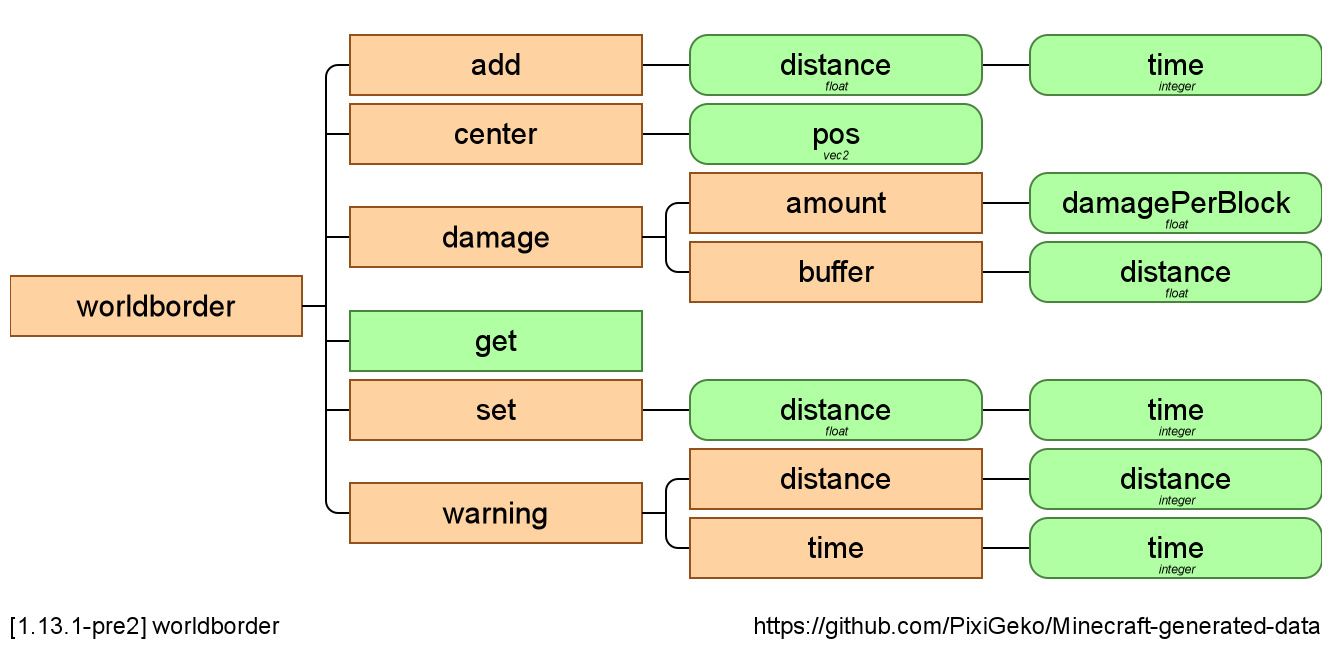 add
distance
float
time
integer
center
pos
vec2
damage
amount
damagePerBlock
float
buffer
distance
float
worldborder
get
set
distance
float
time
integer
warning
distance
distance
integer
time
time
integer
[1.13.1-pre2] worldborder
https://github.com/PixiGeko/Minecraft-generated-data